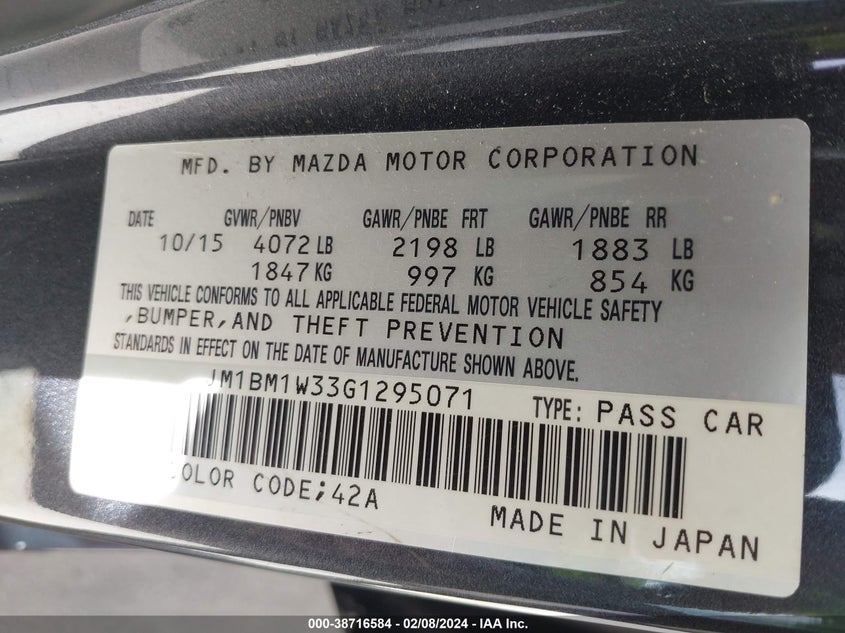 MFD. BY MAZDA MOTOR CORPORATION
DATE GVWR/PNBV GAWR/PNBE FRT GAWR/PNBE RR
10/15 4072 LB 2198 LB 1883 LB
1847 KG 997 KG 854 KG
THIS VEHICLE CONFORMS TO ALL APPLICABLE FEDERAL MOTOR VEHICLE SAFETY
,BUMPER,AND THEFT PREVENTION
STANDARDS IN EFFECT ON THE DATE OF MANUFACTURE SHOWN ABOVE.
JM1BM1W33G1295071 TYPE: PASS CAR
COLOR CODE;42A
MADE IN JAPAN
000-38716584 - 02/08/2024 - IAA Inc.